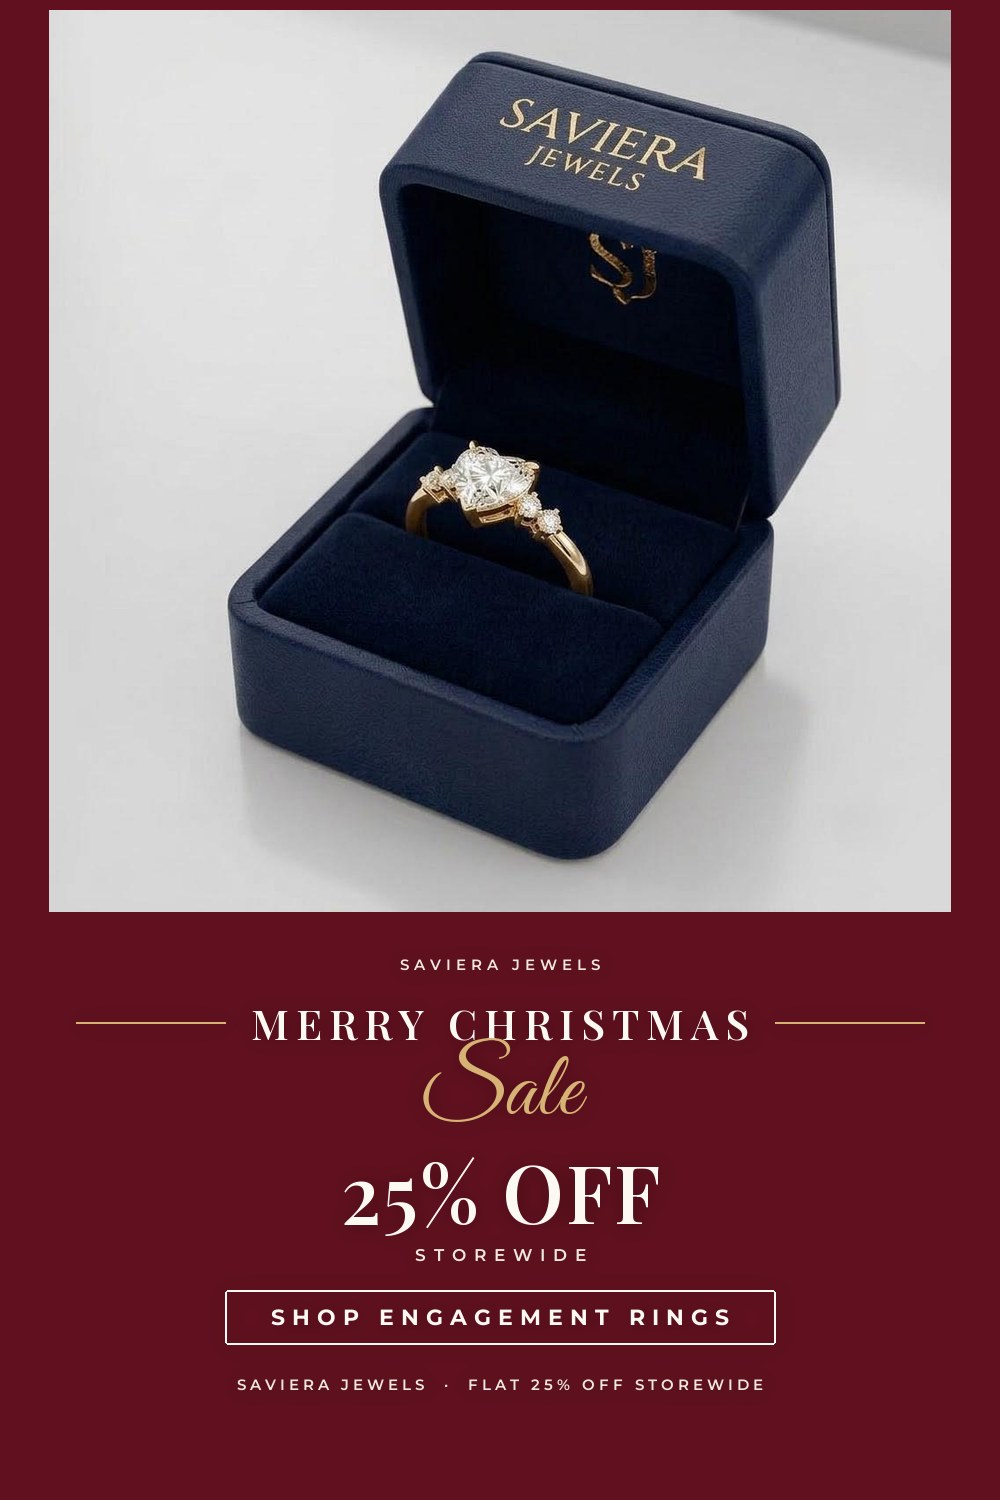 SAVIERA
JEWELS
SJ
SAVIERA JEWELS
MERRY CHRISTMAS
Sale
25% OFF
STOREWIDE
SHOP ENGAGEMENT RINGS
SAVIERA JEWELS · FLAT 25% OFF STOREWIDE